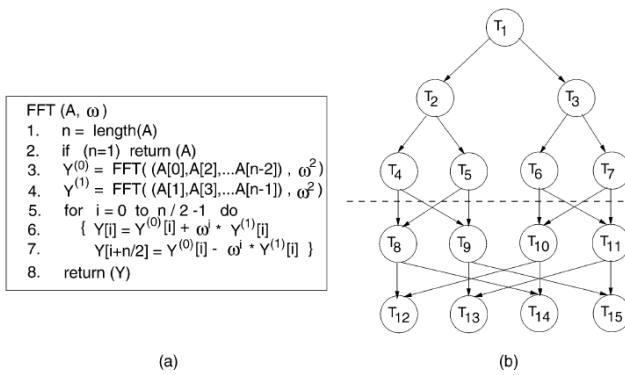 FFT (A, ω)
1. n = length(A)
2. if (n=1) return (A)
3. Y⁽⁰⁾ = FFT( (A[0],A[2],...A[n-2]) , ω²)
4. Y⁽¹⁾ = FFT( (A[1],A[3],...A[n-1]) , ω²)
5. for i = 0 to n / 2 -1 do
6. { Y[i] = Y⁽⁰⁾[i] + ωⁱ * Y⁽¹⁾[i]
7. Y[i+n/2] = Y⁽⁰⁾[i] - ωⁱ * Y⁽¹⁾[i] }
8. return (Y)
(a)
T₁
T₂ T₃
T₄ T₅ T₆ T₇
T₈ T₉ T₁₀ T₁₁
T₁₂ T₁₃ T₁₄ T₁₅
(b)